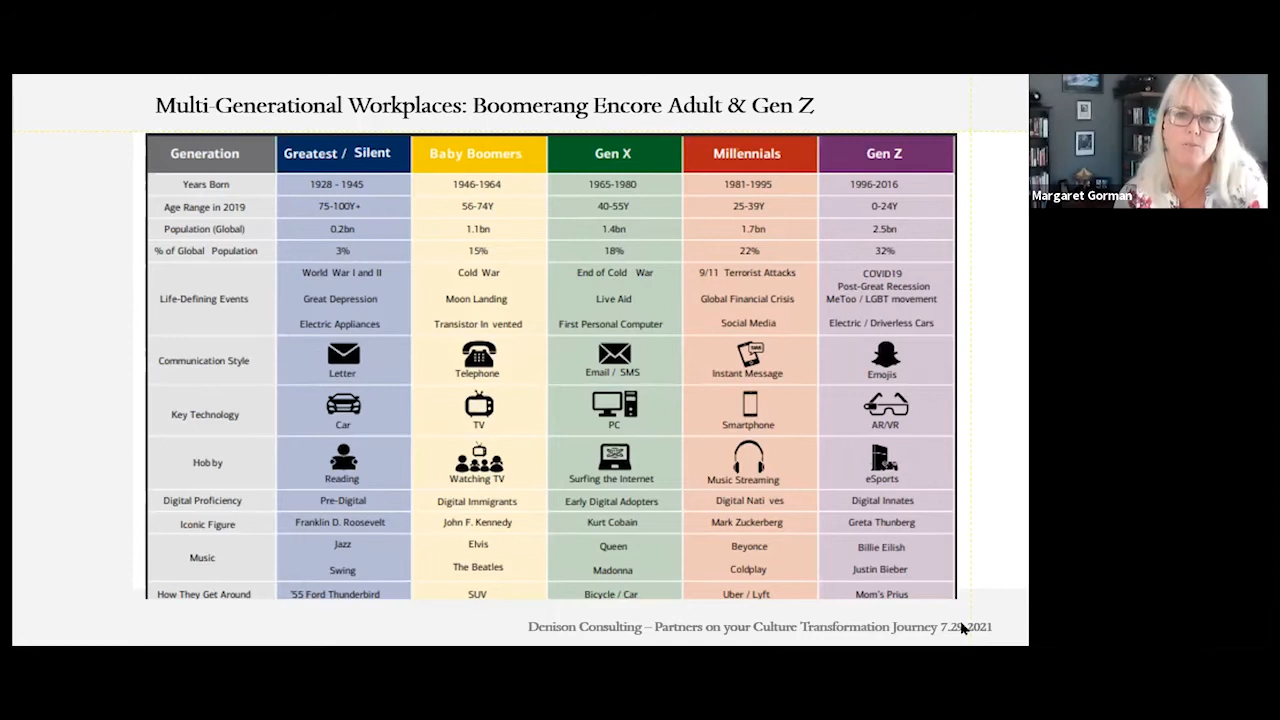 Multi-Generational Workplaces: Boomerang Encore Adult & Gen Z
Generation Greatest / Silent Baby Boomers Gen X Millennials Gen Z
Years Born 1928 - 1945 1946-1964 1965-1980 1981-1995 1996-2016
Age Range in 2019 75-100Y+ 56-74Y 40-55Y 25-39Y 0-24Y
Population (Global) 0.2bn 1.1bn 1.4bn 1.7bn 2.5bn
% of Global Population 3% 15% 18% 22% 32%
Life-Defining Events
World War I and II
Great Depression
Electric Appliances
Cold War
Moon Landing
Transistor In vented
End of Cold War
Live Aid
First Personal Computer
9/11 Terrorist Attacks
Global Financial Crisis
Social Media
COVID19
Post-Great Recession
MeToo / LGBT movement
Electric / Driverless Cars
Communication Style Letter Telephone Email / SMS Instant Message Emojis
Key Technology Car TV PC Smartphone AR/VR
Hobby Reading Watching TV Surfing the Internet Music Streaming eSports
Digital Proficiency Pre-Digital Digital Immigrants Early Digital Adopters Digital Nati ves Digital Innates
Iconic Figure Franklin D. Roosevelt John F. Kennedy Kurt Cobain Mark Zuckerberg Greta Thunberg
Music
Jazz
Swing
Elvis
The Beatles
Queen
Madonna
Beyonce
Coldplay
Billie Eilish
Justin Bieber
How They Get Around '55 Ford Thunderbird SUV Bicycle / Car Uber / Lyft Mom's Prius
Denison Consulting – Partners on your Culture Transformation Journey 7.29.2021
Margaret Gorman